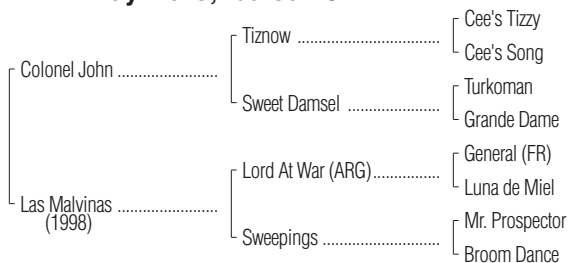 Cee's Tizzy
Tiznow ....................................
Cee's Song
Colonel John .........................
Turkoman
Sweet Damsel .......................
Grande Dame
General (FR)
Lord At War (ARG).................
Luna de Miel
Las Malvinas .........................
(1998)
Mr. Prospector
Sweepings ..............................
Broom Dance